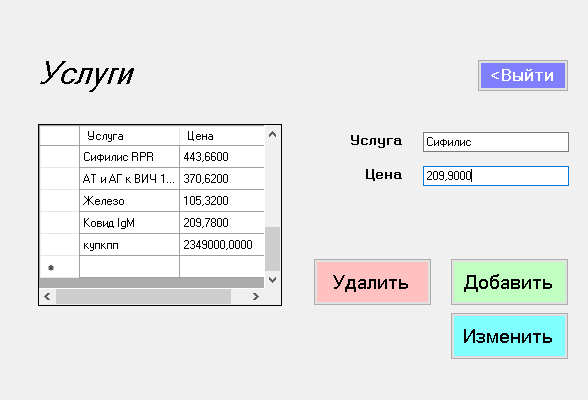 Услуги
<Выйти
Услуга Цена
Сифилис RPR 443,6600
АТ и АГ к ВИЧ 1... 370,6200
Железо 105,3200
Ковид IgM 209,7800
купкпп 2349000,0000
*
Услуга Сифилис
Цена 209,9000
Удалить Добавить
Изменить